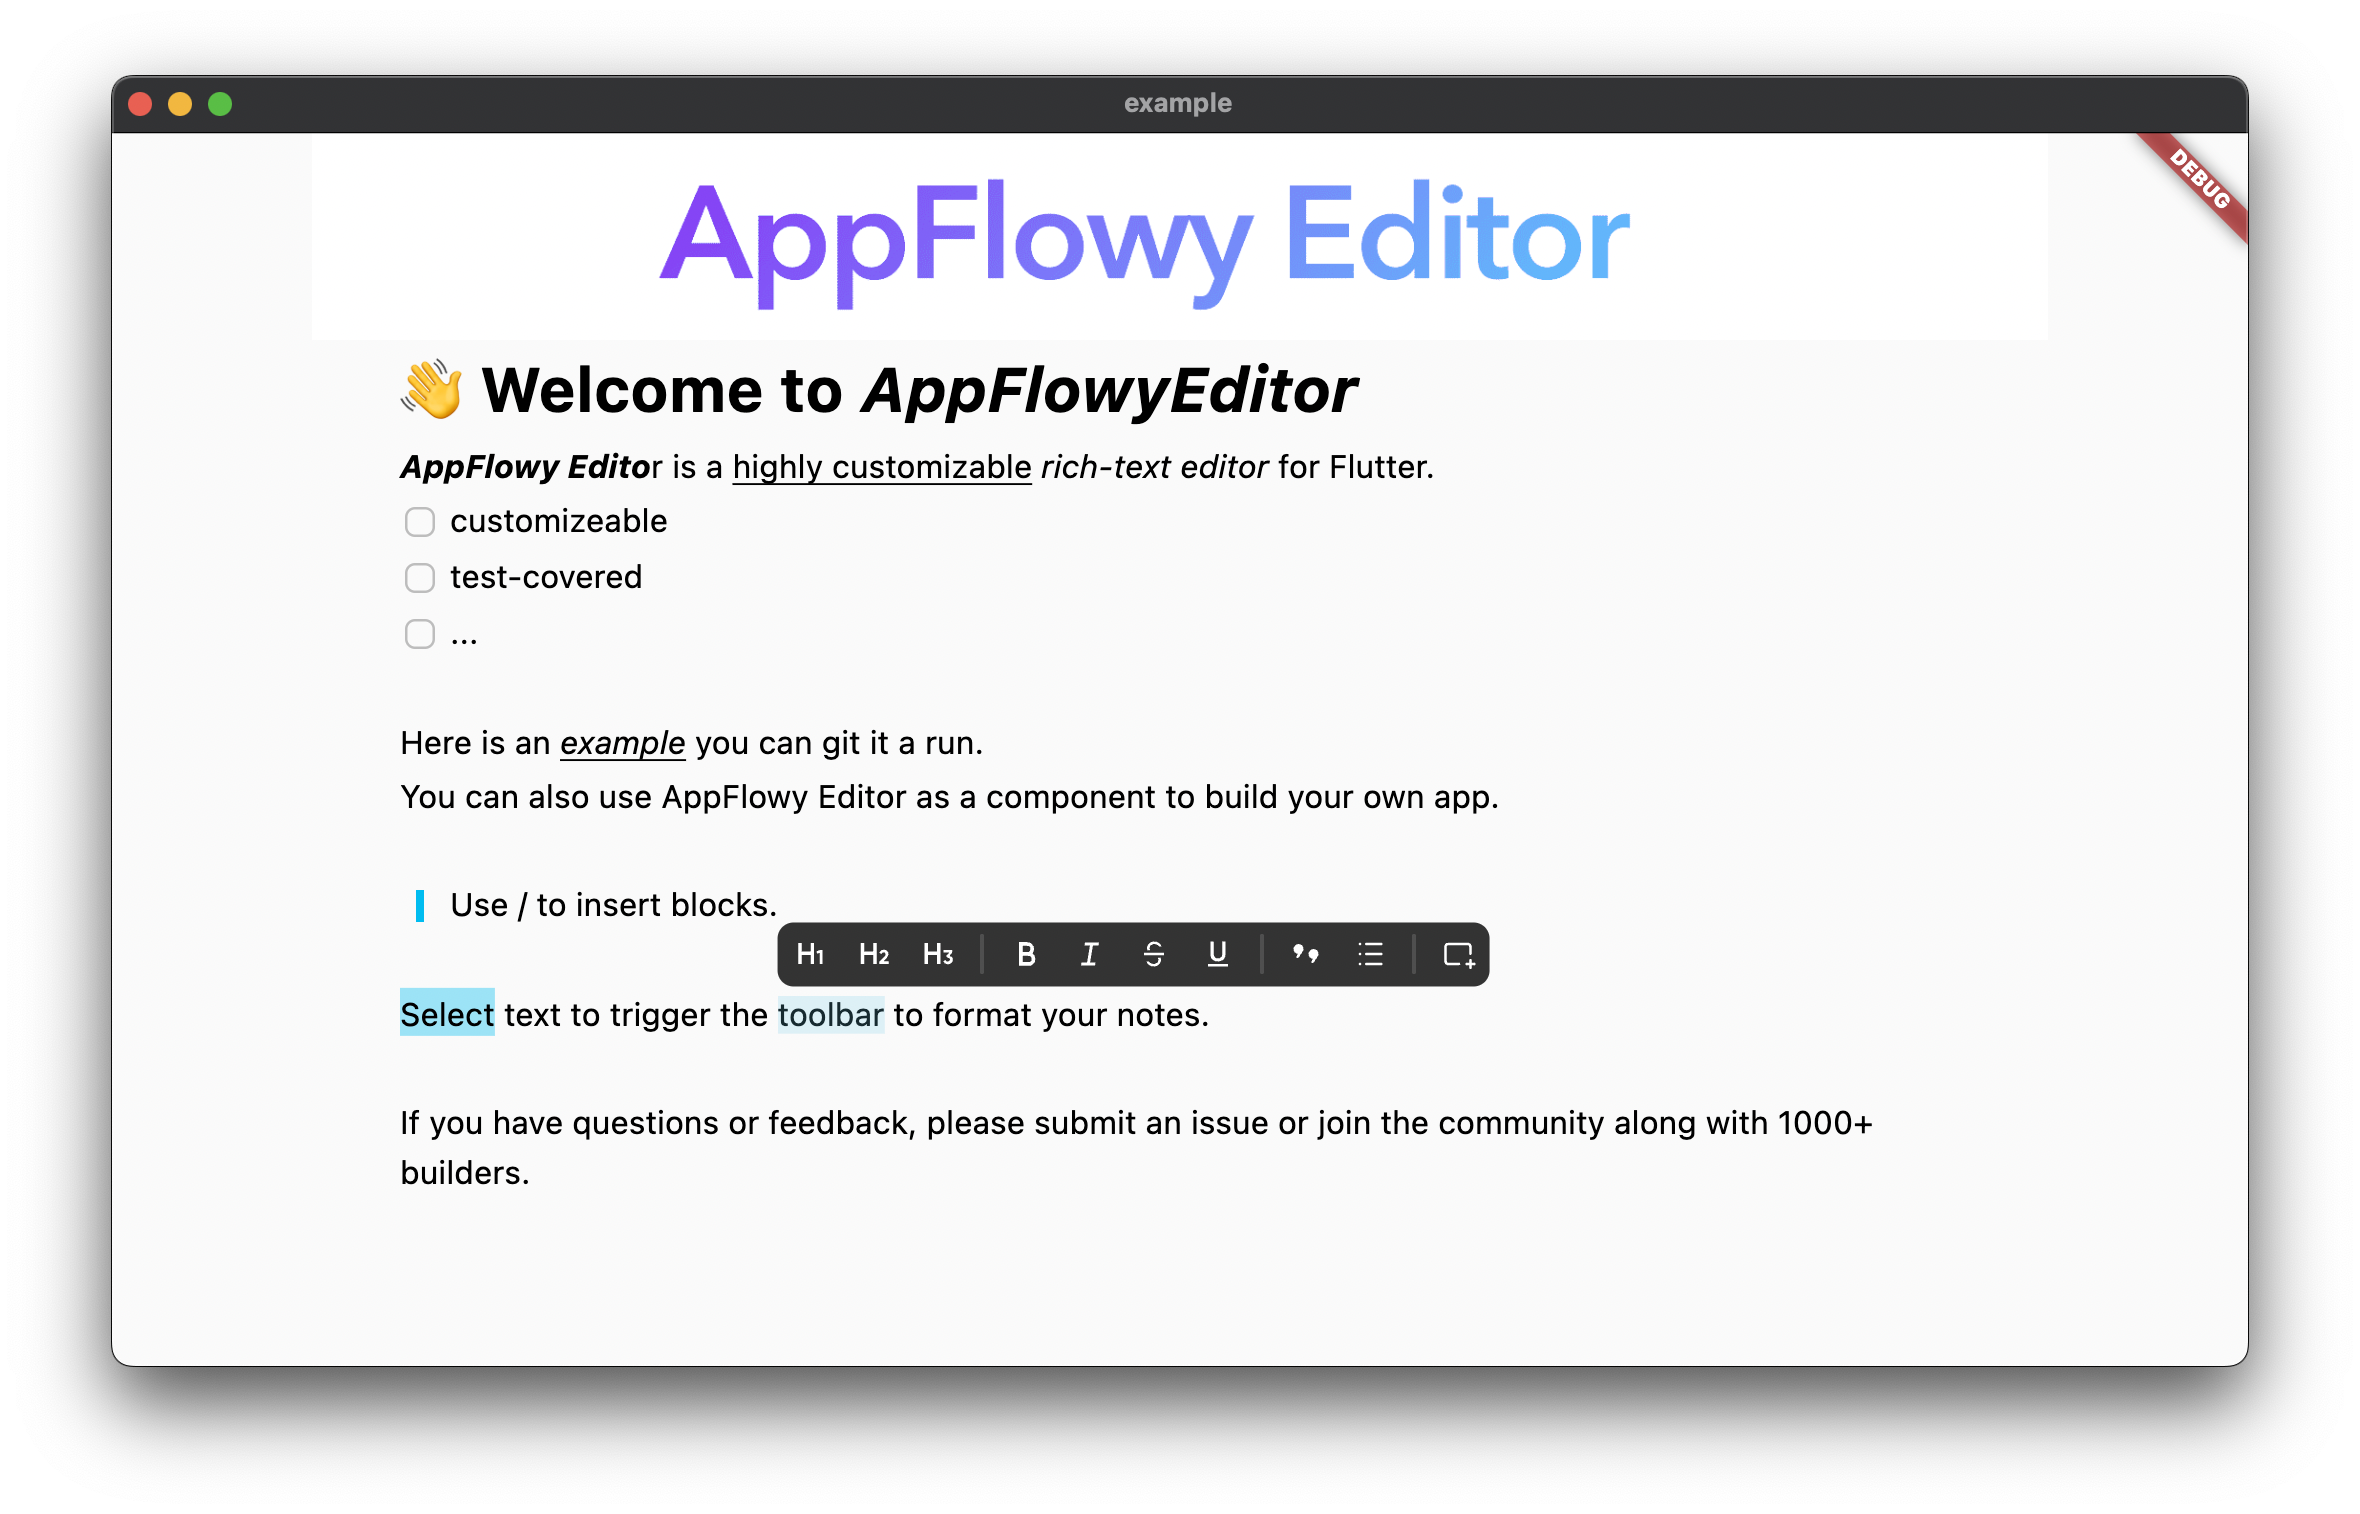 example
DEBUG
AppFlowy Editor
👋 Welcome to AppFlowyEditor
AppFlowy Editor is a highly customizable rich-text editor for Flutter.
customizeable
test-covered
...
Here is an example you can git it a run.
You can also use AppFlowy Editor as a component to build your own app.
Use / to insert blocks.
H1 H2 H3 B I S U
Select text to trigger the toolbar to format your notes.
If you have questions or feedback, please submit an issue or join the community along with 1000+
builders.